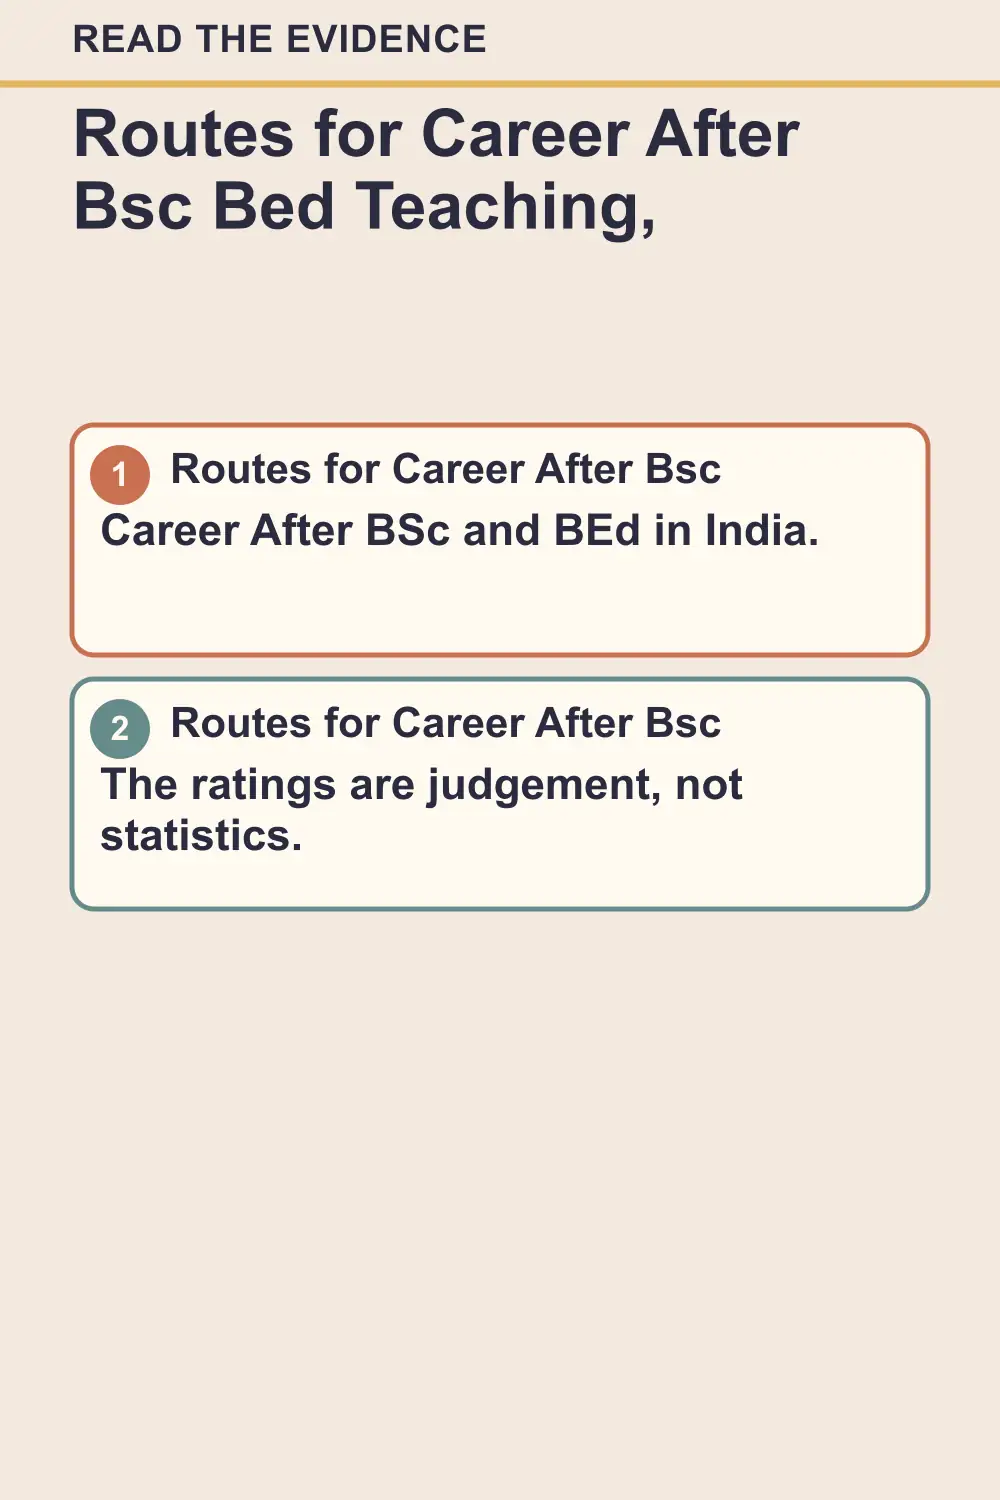 READ THE EVIDENCE
Routes for Career After
Bsc Bed Teaching,
1 Routes for Career After Bsc
Career After BSc and BEd in India.
2 Routes for Career After Bsc
The ratings are judgement, not
statistics.